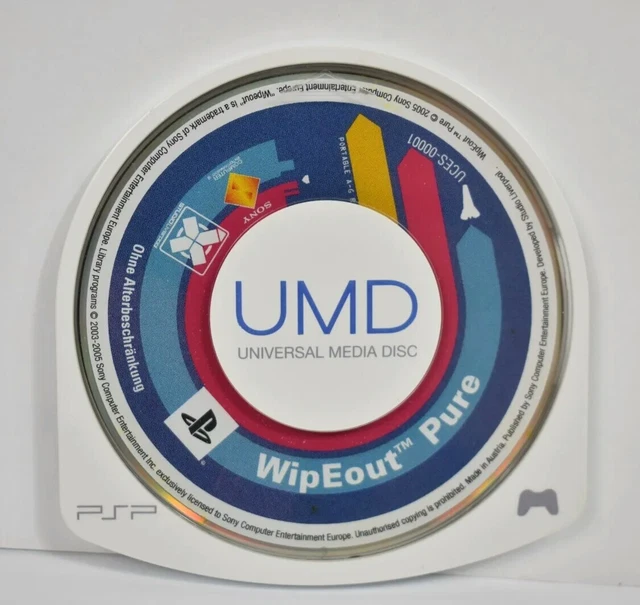 UMD
UNIVERSAL MEDIA DISC
WipEout™ Pure
UCES-00001
PORTABLE A-G
SONY
COMPUTER
Ohne Altersbeschränkung
PSP
WipEout™ Pure © 2005 Sony Computer Entertainment Europe. "Wipeout" is a trademark of Sony Computer Entertainment Europe. Library programs © 2003-2005 Sony Computer Entertainment Inc. exclusively licensed to Sony Computer Entertainment Europe. Unauthorised copying is prohibited. Made in Austria. Published by Sony Computer Entertainment Europe. Developed by Studio Liverpool.